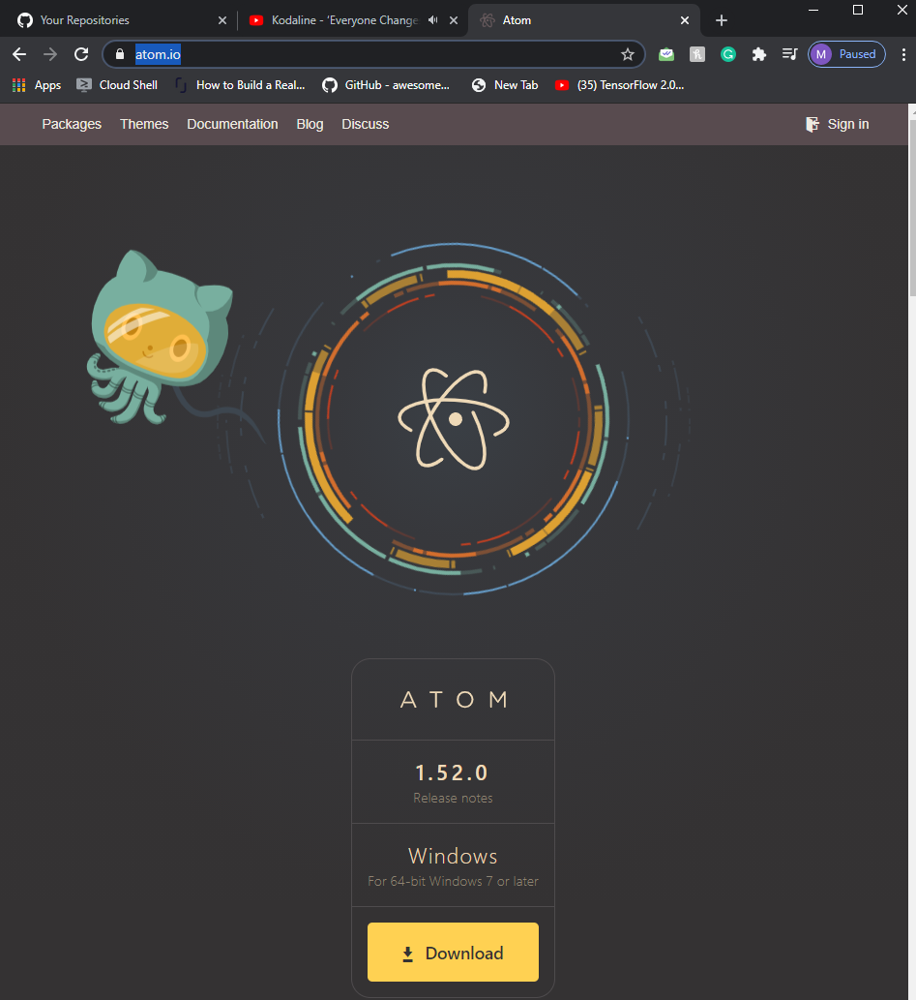 Your Repositories
Kodaline - 'Everyone Change
Atom
atom.io
M Paused
Apps
Cloud Shell
How to Build a Real...
GitHub - awesome...
New Tab
(35) TensorFlow 2.0...
Packages
Themes
Documentation
Blog
Discuss
Sign in
ATOM
1.52.0
Release notes
Windows
For 64-bit Windows 7 or later
Download